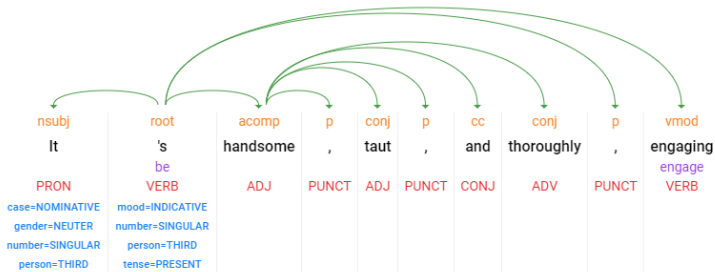 nsubj root acomp p conj p cc conj p vmod
It 's handsome , taut , and thoroughly , engaging
be engage
PRON VERB ADJ PUNCT ADJ PUNCT CONJ ADV PUNCT VERB
case=NOMINATIVE mood=INDICATIVE
gender=NEUTER number=SINGULAR
number=SINGULAR person=THIRD
person=THIRD tense=PRESENT